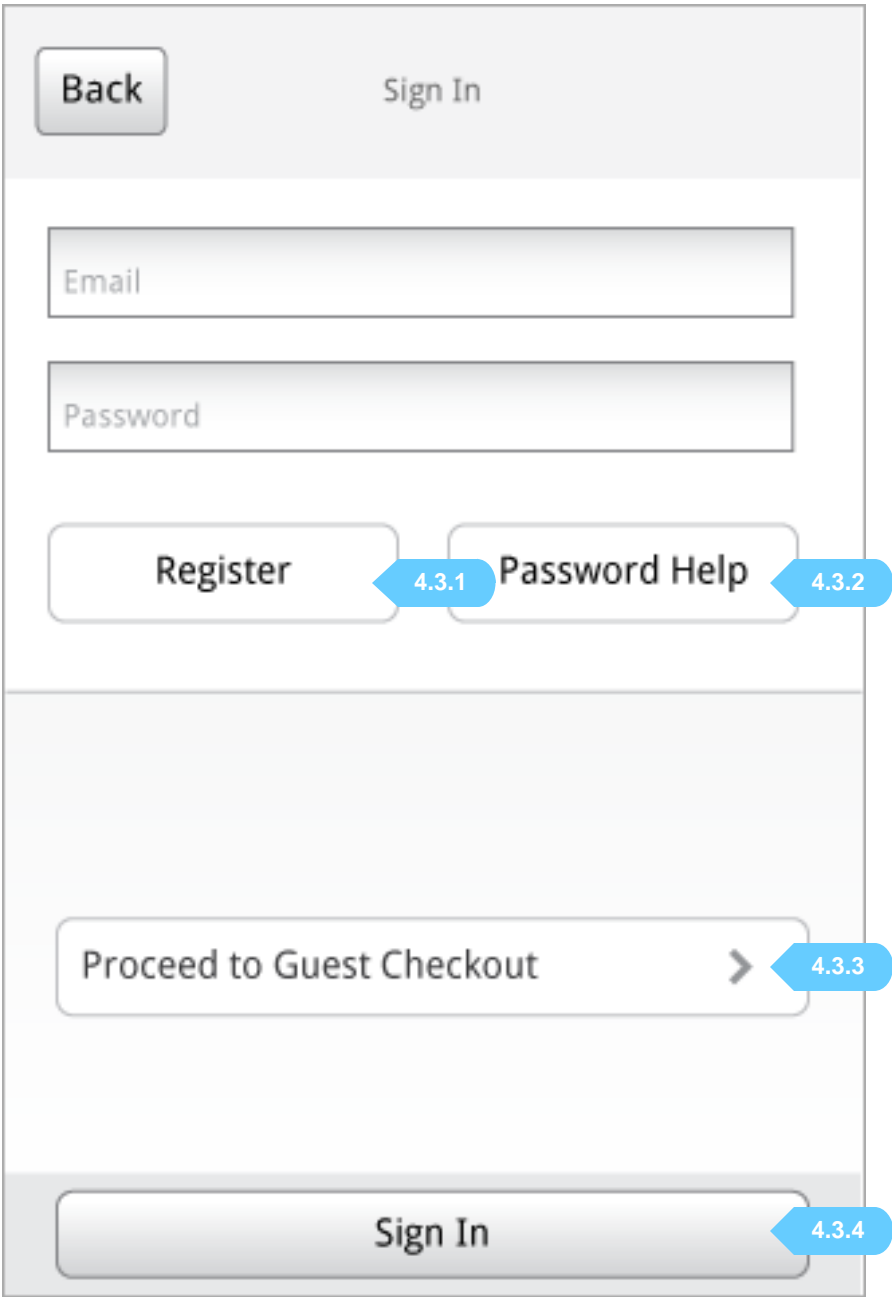 Back
Sign In
Email
Password
Register
4.3.1
Password Help
4.3.2
Proceed to Guest Checkout
4.3.3
Sign In
4.3.4